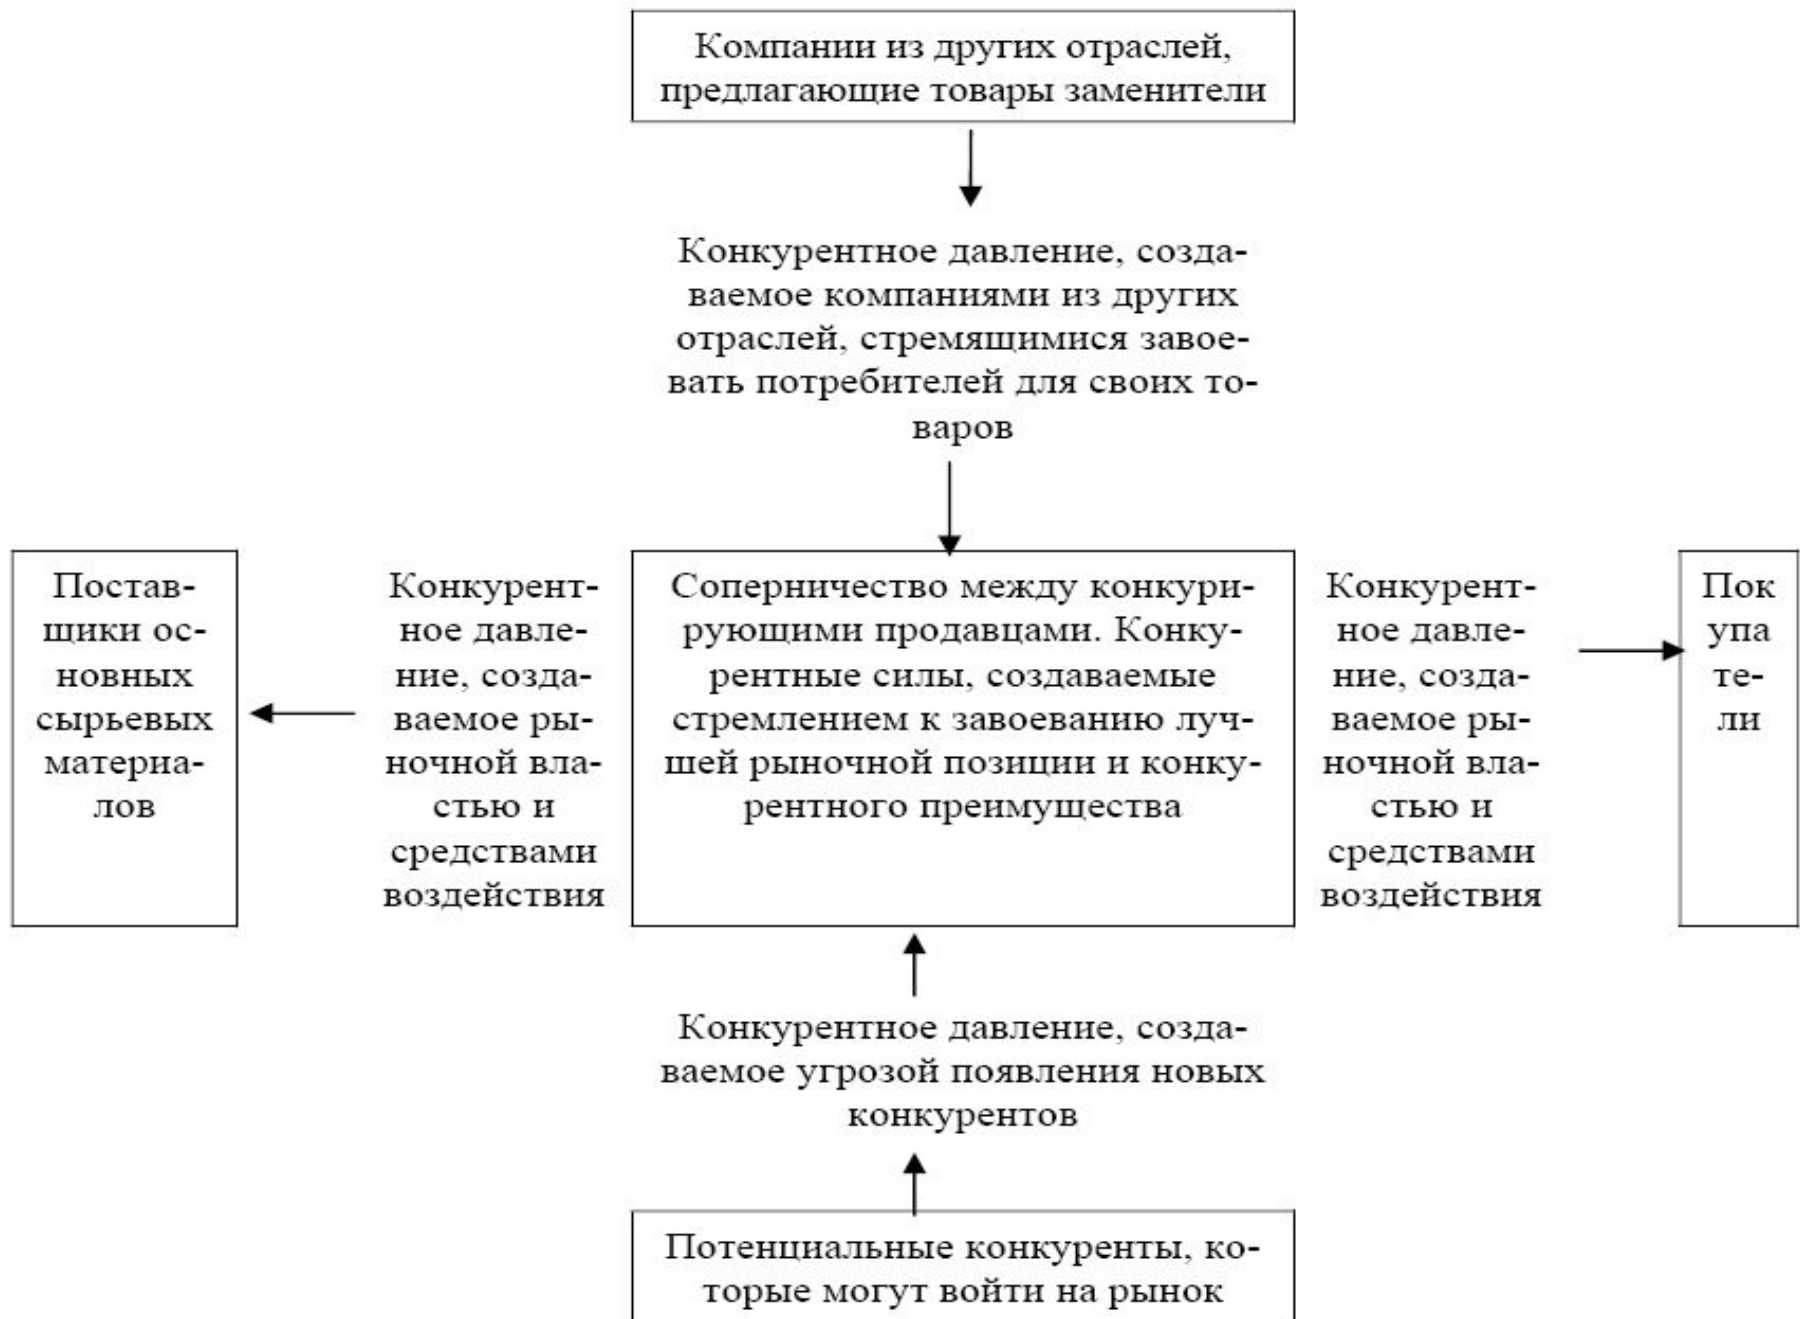 Компании из других отраслей,
предлагающие товары заменители
Конкурентное давление, созда-
ваемое компаниями из других
отраслей, стремящимися завое-
вать потребителей для своих то-
варов
Постав-
щики ос-
новных
сырьевых
материа-
лов
Конкурент-
ное давле-
ние, созда-
ваемое ры-
ночной вла-
стью и
средствами
воздействия
Соперничество между конкури-
рующими продавцами. Конку-
рентные силы, создаваемые
стремлением к завоеванию луч-
шей рыночной позиции и конку-
рентного преимущества
Конкурент-
ное давле-
ние, созда-
ваемое ры-
ночной вла-
стью и
средствами
воздействия
Пок
упа
те-
ли
Конкурентное давление, созда-
ваемое угрозой появления новых
конкурентов
Потенциальные конкуренты, ко-
торые могут войти на рынок